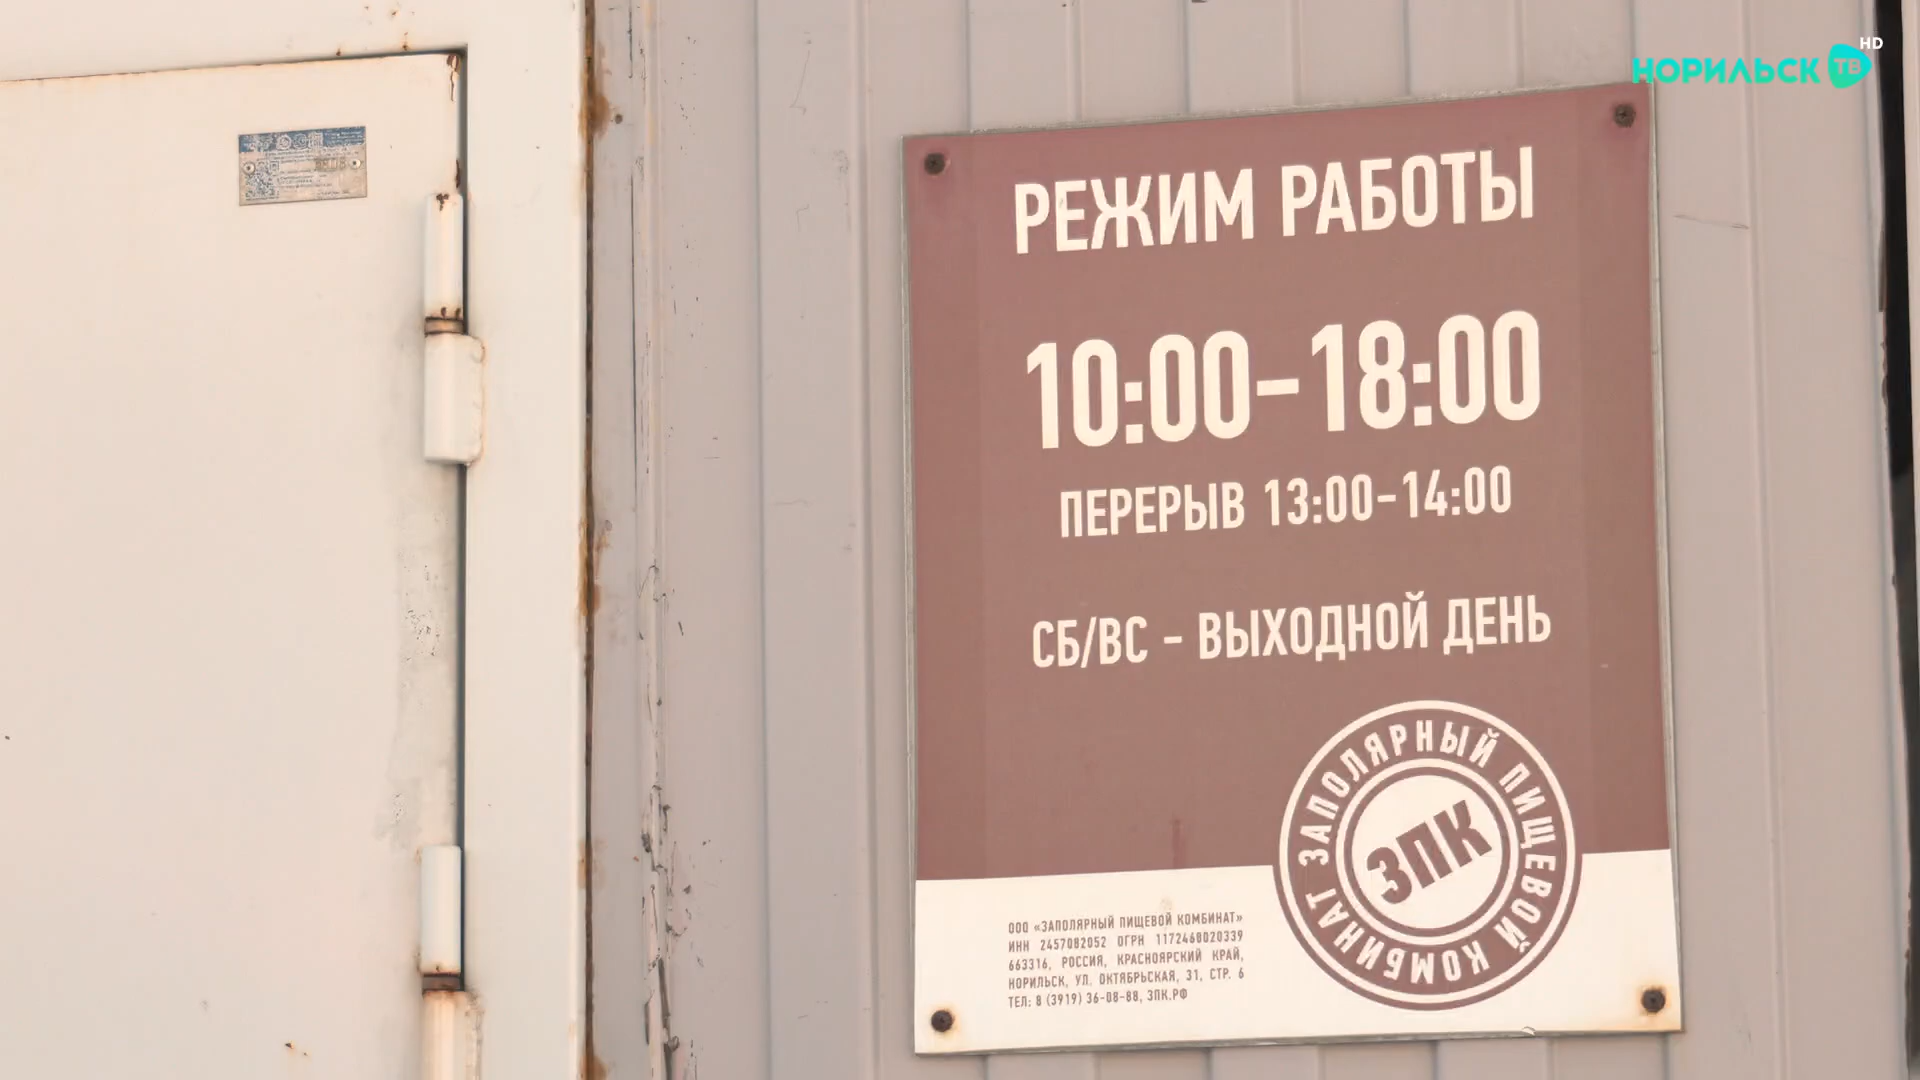 НОРИЛЬСК ТВ HD
РЕЖИМ РАБОТЫ
10:00-18:00
ПЕРЕРЫВ 13:00-14:00
СБ/ВС - ВЫХОДНОЙ ДЕНЬ
ЗАПОЛЯРНЫЙ ПИЩЕВОЙ КОМБИНАТ
ЗПК
ООО «ЗАПОЛЯРНЫЙ ПИЩЕВОЙ КОМБИНАТ»
ИНН 2457082052 ОГРН 1172468020339
663316, РОССИЯ, КРАСНОЯРСКИЙ КРАЙ,
НОРИЛЬСК, УЛ. ОКТЯБРЬСКАЯ, 31, СТР. 6
ТЕЛ: 8 (3919) 36-08-88, ЗПК.РФ